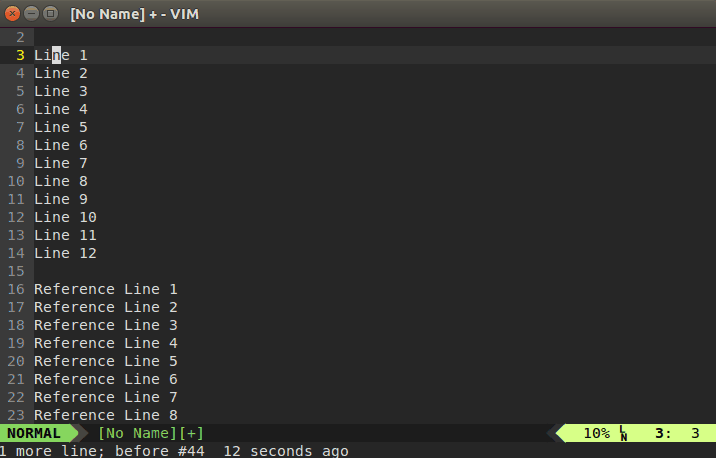 [No Name] + - VIM
2
3 Line 1
4 Line 2
5 Line 3
6 Line 4
7 Line 5
8 Line 6
9 Line 7
10 Line 8
11 Line 9
12 Line 10
13 Line 11
14 Line 12
15
16 Reference Line 1
17 Reference Line 2
18 Reference Line 3
19 Reference Line 4
20 Reference Line 5
21 Reference Line 6
22 Reference Line 7
23 Reference Line 8
NORMAL [No Name][+] 10% LN 3: 3
1 more line; before #44 12 seconds ago